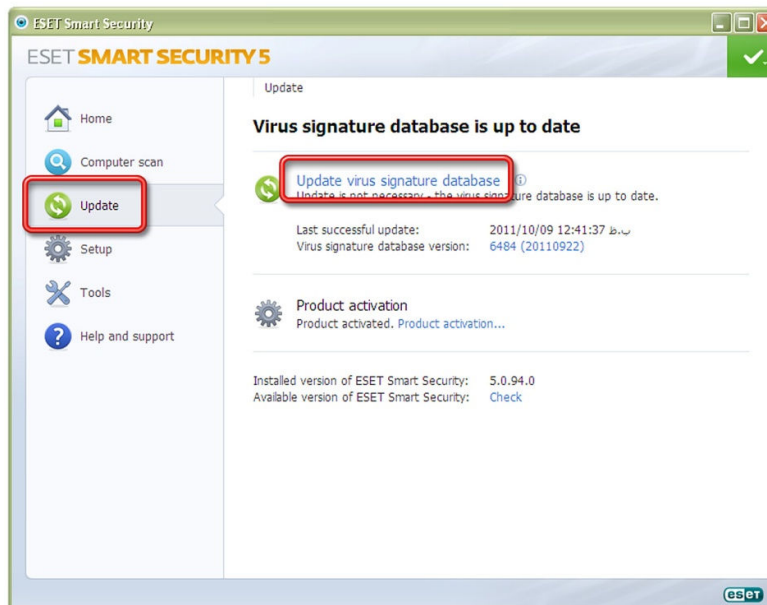 ESET Smart Security
ESET SMART SECURITY 5
Home
Computer scan
Update
Setup
Tools
Help and support
Update
Virus signature database is up to date
Update virus signature database
Update is not necessary - the virus signature database is up to date.
Last successful update: 2011/10/09 12:41:37 ب.ظ
Virus signature database version: 6484 (20110922)
Product activation
Product activated. Product activation...
Installed version of ESET Smart Security: 5.0.94.0
Available version of ESET Smart Security: Check
eseT